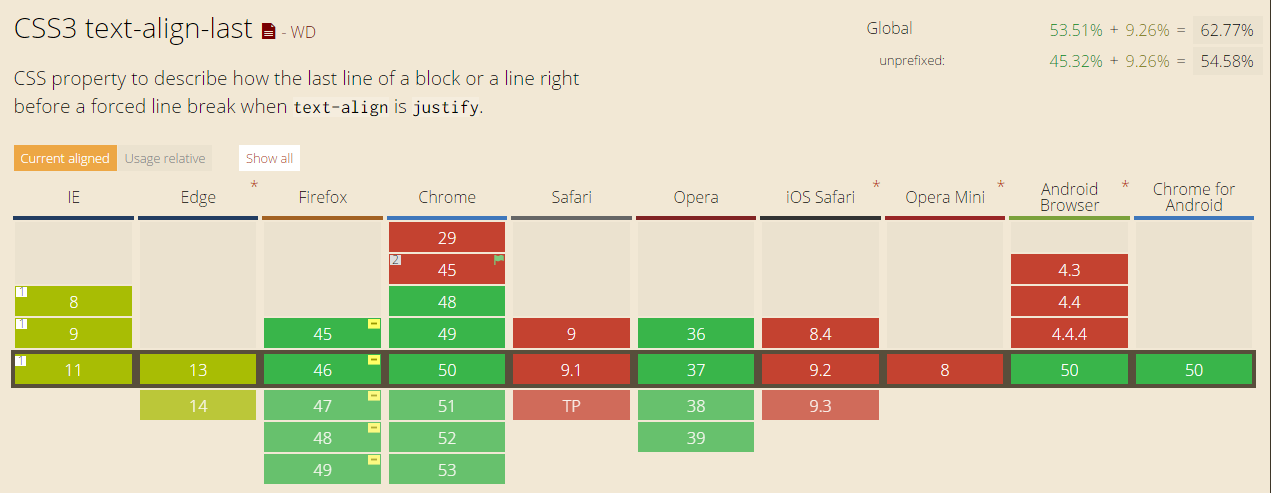 CSS3 text-align-last - WD
Global 53.51% + 9.26% = 62.77%
unprefixed: 45.32% + 9.26% = 54.58%
CSS property to describe how the last line of a block or a line right
before a forced line break when text-align is justify.
Current aligned Usage relative Show all
IE Edge * Firefox Chrome Safari Opera iOS Safari * Opera Mini * Android Browser * Chrome for Android
29
2 45 4.3
1 8 48 4.4
1 9 45 49 9 36 8.4 4.4.4
1 11 13 46 50 9.1 37 9.2 8 50 50
14 47 51 TP 38 9.3
48 52 39
49 53